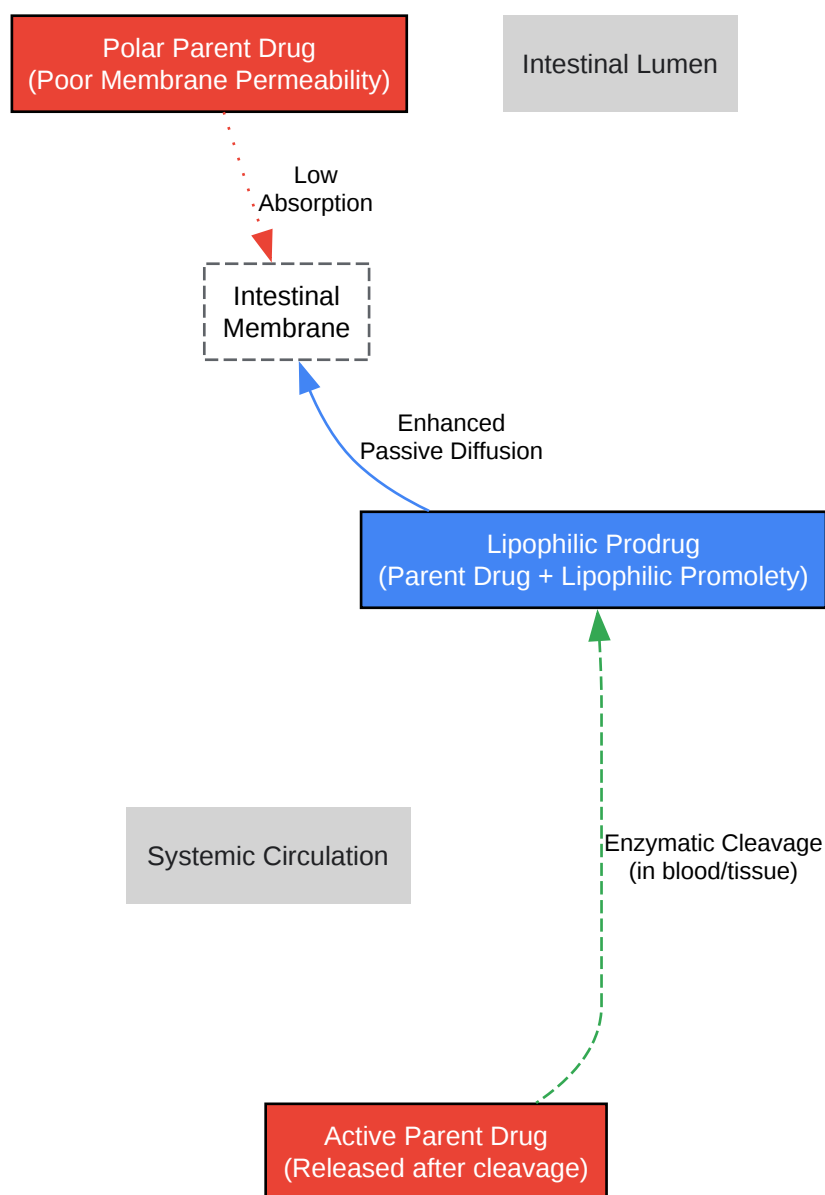 Polar Parent Drug
(Poor Membrane Permeability)
Intestinal Lumen
Low
Absorption
Intestinal
Membrane
Enhanced
Passive Diffusion
Lipophilic Prodrug
(Parent Drug + Lipophilic Promolety)
Systemic Circulation
Enzymatic Cleavage
(in blood/tissue)
Active Parent Drug
(Released after cleavage)